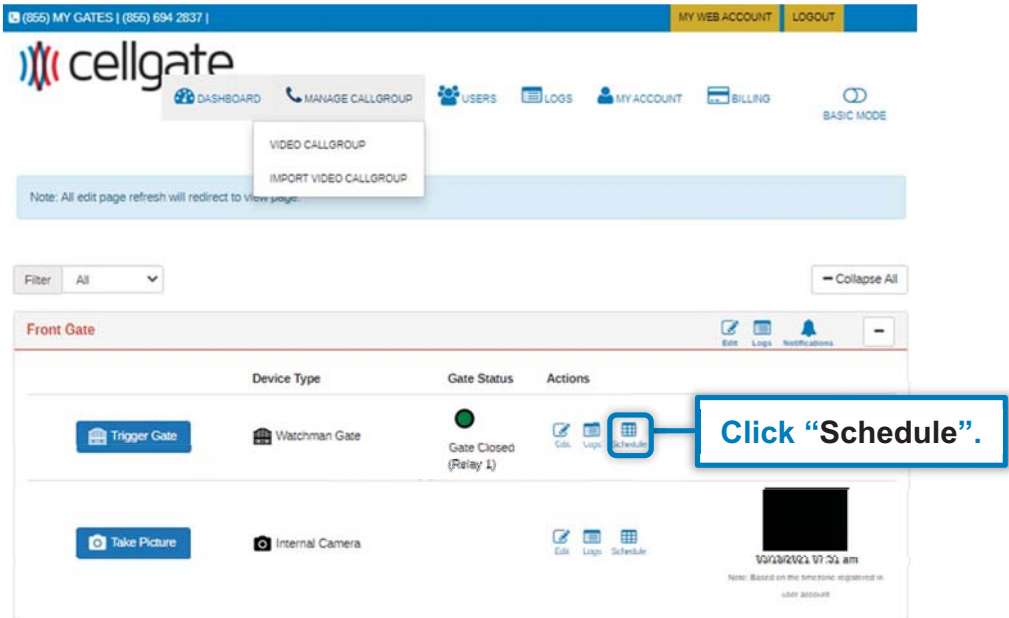 (855) MY GATES | (855) 694 2837 |
MY WEB ACCOUNT LOGOUT
cellgate
DASHBOARD MANAGE CALLGROUP USERS LOGS MY ACCOUNT BILLING
BASIC MODE
VIDEO CALLGROUP
IMPORT VIDEO CALLGROUP
Note: All edit page refresh will redirect to view page.
Filter All Collapse All
Front Gate
Edit Logs Notifications
Device Type Gate Status Actions
Trigger Gate Watchman Gate
Gate Closed
(Relay 1)
Edit Logs Schedule
Click “Schedule”.
Take Picture Internal Camera
Edit Logs Schedule
07:51 am
Note: Based on the timezone registered in
user account